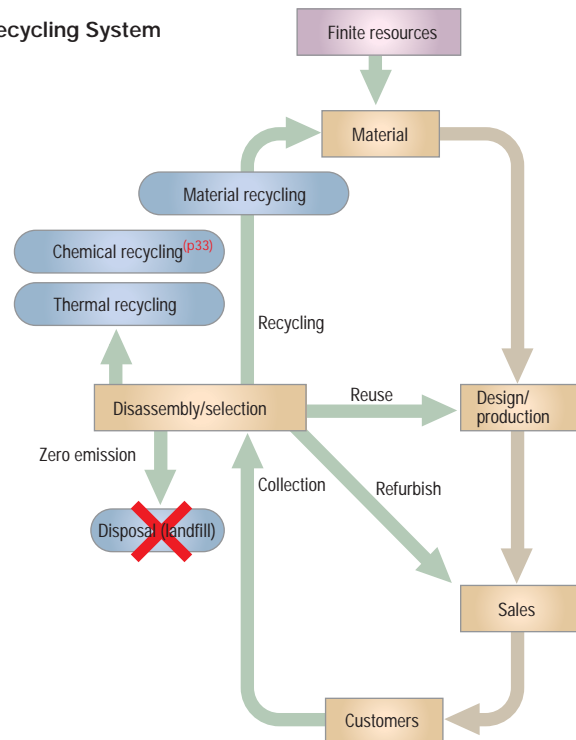 ecycling System
Finite resources
Material
Material recycling
Chemical recycling(p33)
Thermal recycling
Recycling
Disassembly/selection
Reuse
Design/
production
Zero emission
Collection
Refurbish
Disposal (landfill)
Sales
Customers